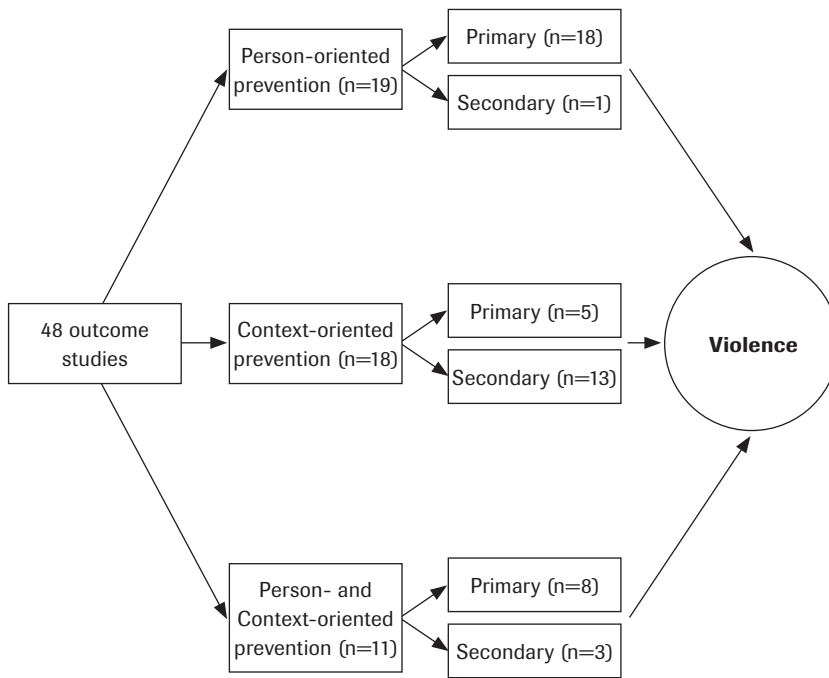 Person-oriented
prevention (n=19)
Primary (n=18)
Secondary (n=1)
48 outcome
studies
Context-oriented
prevention (n=18)
Primary (n=5)
Secondary (n=13)
Violence
Person- and
Context-oriented
prevention (n=11)
Primary (n=8)
Secondary (n=3)